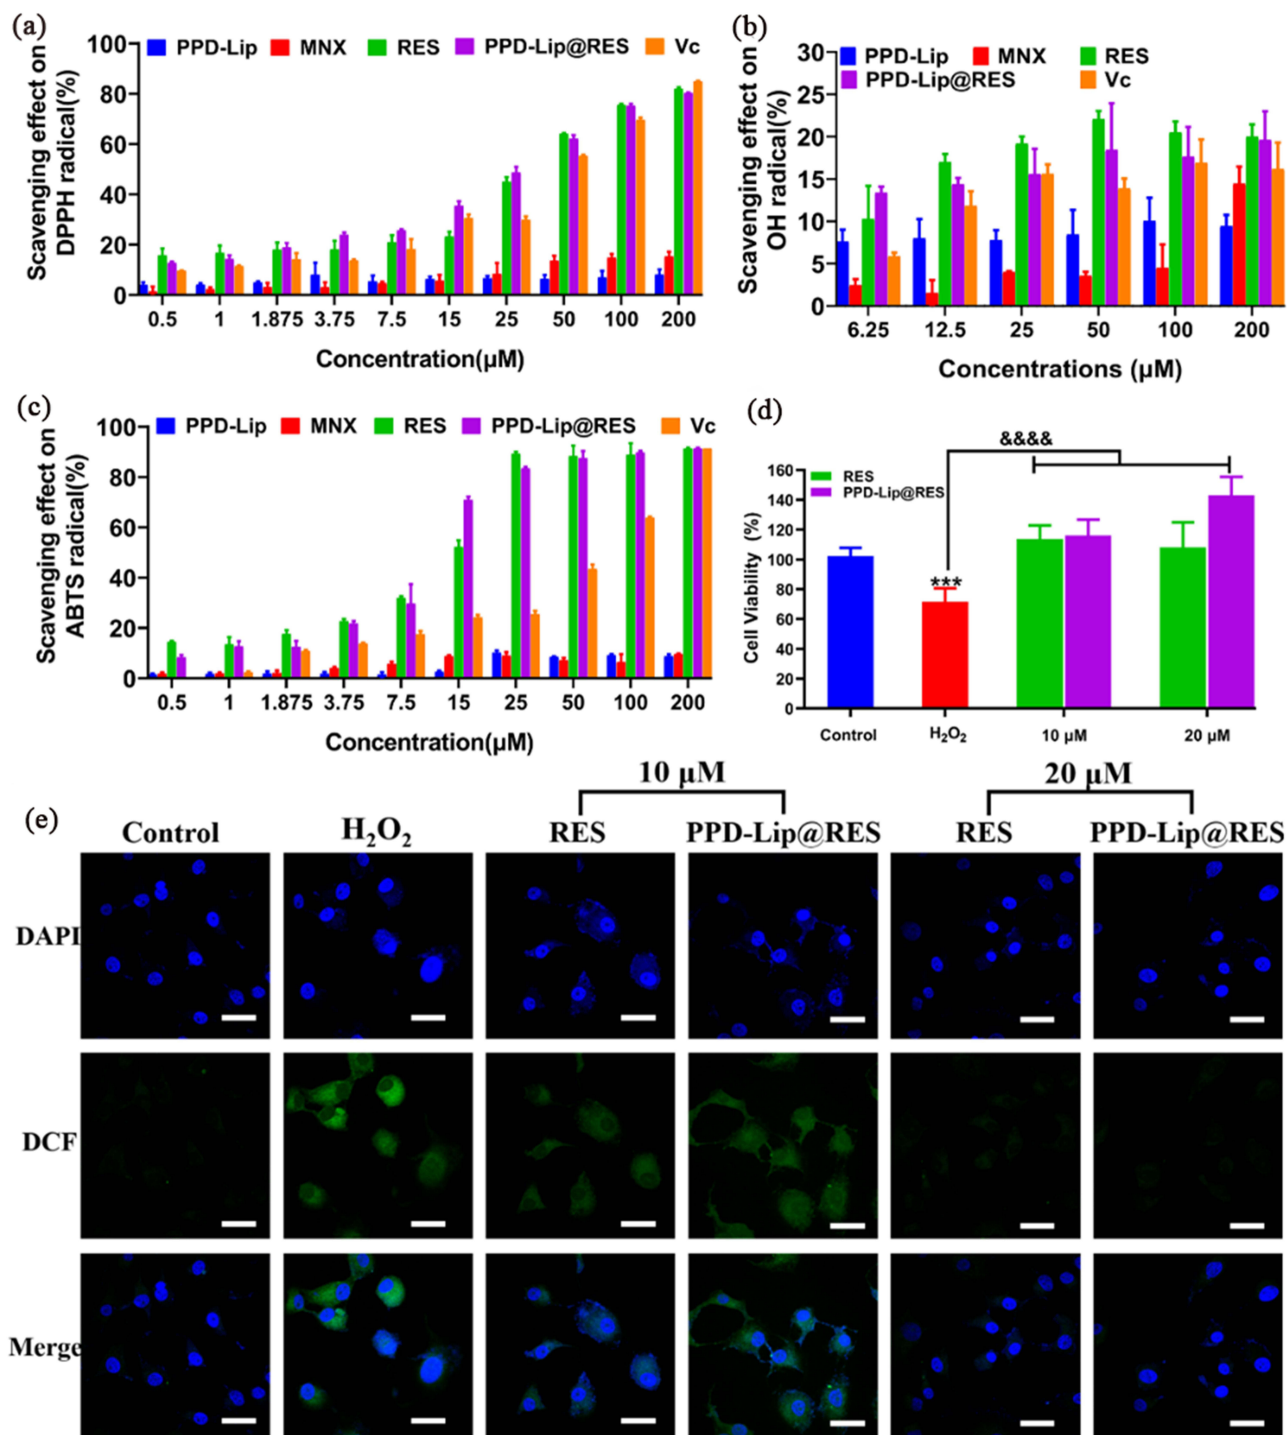 (a)
PPD-Lip MNX RES PPD-Lip@RES Vc
Scavenging effect on
DPPH radical(%)
100
80
60
40
20
0
0.5 1 1.875 3.75 7.5 15 25 50 100 200
Concentration(μM)
(b)
PPD-Lip MNX RES
PPD-Lip@RES Vc
Scavenging effect on
OH radical(%)
30
25
20
15
10
5
0
6.25 12.5 25 50 100 200
Concentrations (μM)
(c)
PPD-Lip MNX RES PPD-Lip@RES Vc
Scavenging effect on
ABTS radical(%)
100
80
60
40
20
0
0.5 1 1.875 3.75 7.5 15 25 50 100 200
Concentration(μM)
(d)
&&&&
RES
PPD-Lip@RES
Cell Viability (%)
160
140
120
100
80
60
40
20
0
***
Control H₂O₂ 10 μM 20 μM
(e)
10 μM 20 μM
Control H₂O₂ RES PPD-Lip@RES RES PPD-Lip@RES
DAPI
DCF
Merge